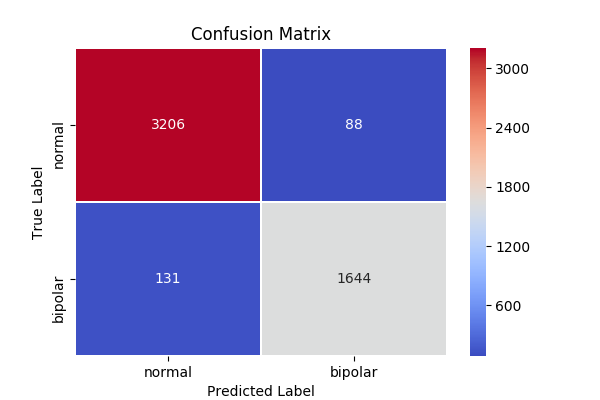 Confusion Matrix
True Label
normal
3206
88
bipolar
131
1644
normal
bipolar
Predicted Label
3000
2400
1800
1200
600